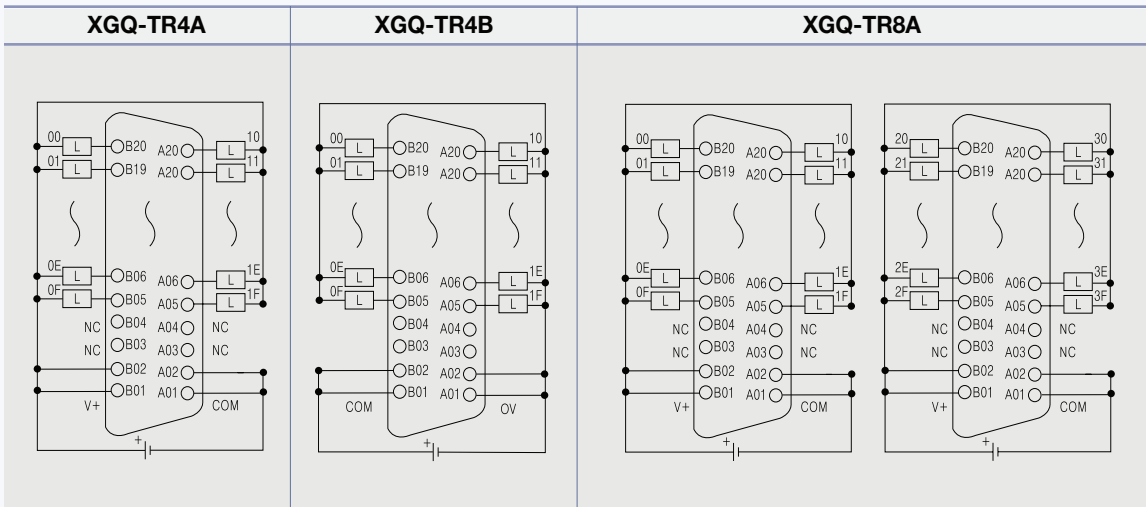 XGQ-TR4A XGQ-TR4B XGQ-TR8A
00 L B20 A20 L 10
01 L B19 A20 L 11
0E L B06 A06 L 1E
0F L B05 A05 L 1F
NC B04 A04 NC
NC B03 A03 NC
B02 A02
B01 A01
V+ COM
+
00 L B20 A20 L 10
01 L B19 A20 L 11
0E L B06 A06 L 1E
0F L B05 A05 L 1F
B04 A04
B03 A03
B02 A02
B01 A01
COM 0V
+
00 L B20 A20 L 10
01 L B19 A20 L 11
0E L B06 A06 L 1E
0F L B05 A05 L 1F
NC B04 A04 NC
NC B03 A03 NC
B02 A02
B01 A01
V+ COM
+
20 L B20 A20 L 30
21 L B19 A20 L 31
2E L B06 A06 L 3E
2F L B05 A05 L 3F
NC B04 A04 NC
NC B03 A03 NC
B02 A02
B01 A01
V+ COM
+